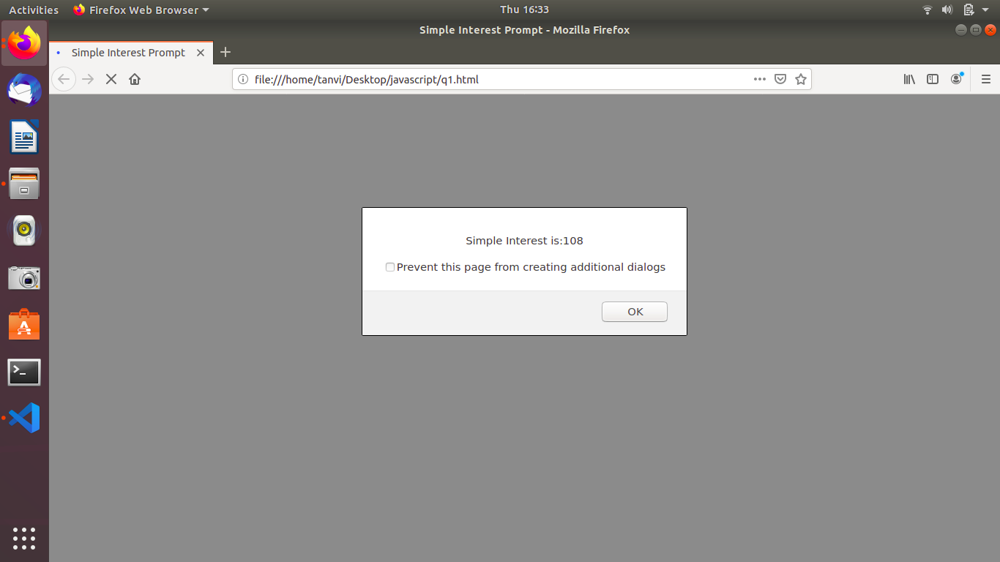 Activities Firefox Web Browser Thu 16:33
Simple Interest Prompt - Mozilla Firefox
Simple Interest Prompt
file:///home/tanvi/Desktop/javascript/q1.html
Simple Interest is:108
Prevent this page from creating additional dialogs
OK